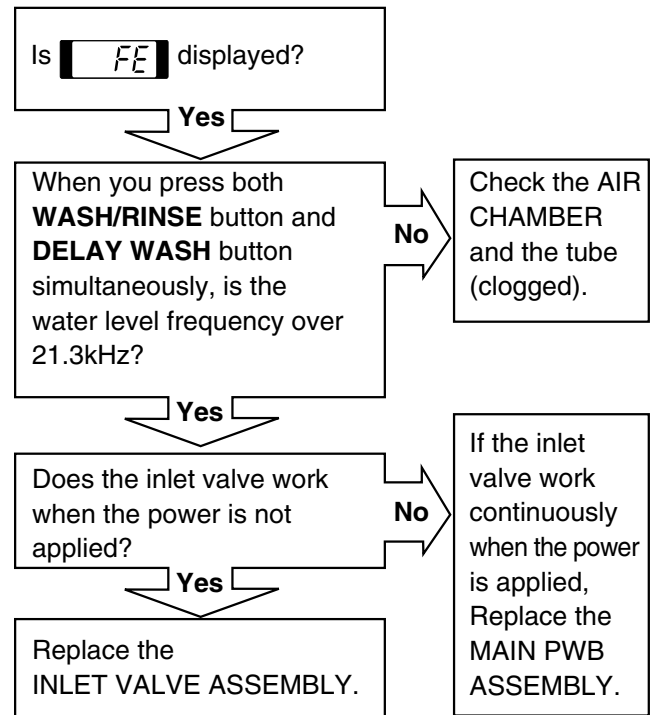 Is FE displayed?
Yes
When you press both
WASH/RINSE button and
DELAY WASH button
simultaneously, is the
water level frequency over
21.3kHz?
No
Check the AIR
CHAMBER
and the tube
(clogged).
Yes
Does the inlet valve work
when the power is not
applied?
No
If the inlet
valve work
continuously
when the power
is applied,
Replace the
MAIN PWB
ASSEMBLY.
Yes
Replace the
INLET VALVE ASSEMBLY.